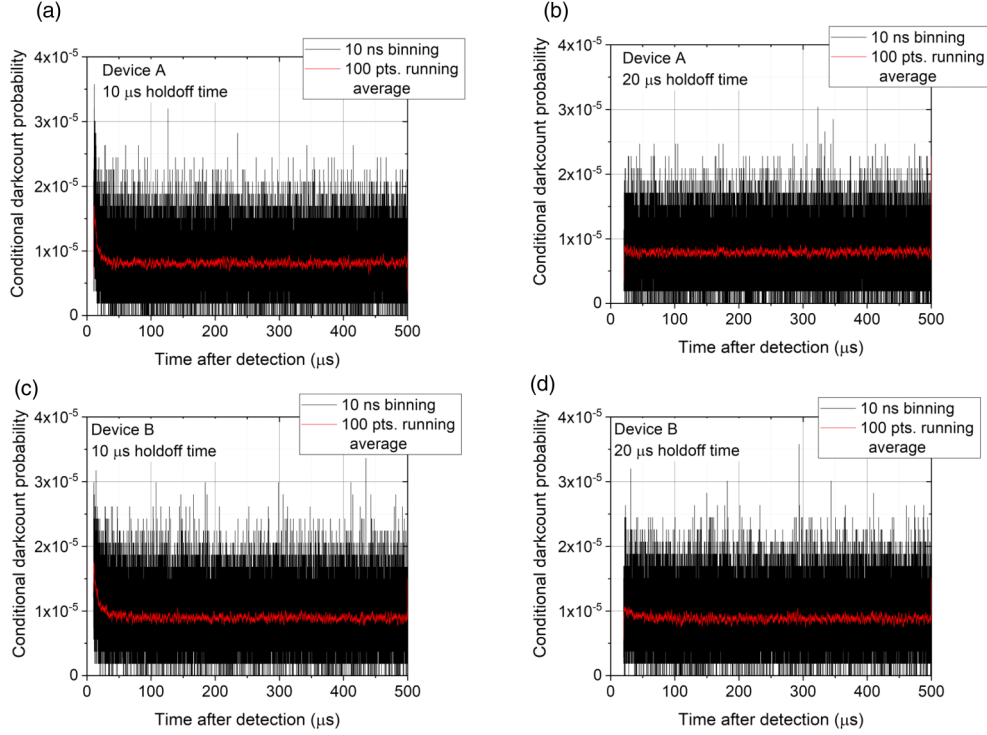 (a)
10 ns binning
100 pts. running
average
Device A
10 μs holdoff time
Conditional darkcount probability
4x10⁻⁵
3x10⁻⁵
2x10⁻⁵
1x10⁻⁵
0
0 100 200 300 400 500
Time after detection (μs)
(b)
10 ns binning
100 pts. running
average
Device A
20 μs holdoff time
Conditional darkcount probability
4x10⁻⁵
3x10⁻⁵
2x10⁻⁵
1x10⁻⁵
0
0 100 200 300 400 500
Time after detection (μs)
(c)
10 ns binning
100 pts. running
average
Device B
10 μs holdoff time
Conditional darkcount probability
4x10⁻⁵
3x10⁻⁵
2x10⁻⁵
1x10⁻⁵
0
0 100 200 300 400 500
Time after detection (μs)
(d)
10 ns binning
100 pts. running
average
Device B
20 μs holdoff time
Conditional darkcount probability
4x10⁻⁵
3x10⁻⁵
2x10⁻⁵
1x10⁻⁵
0
0 100 200 300 400 500
Time after detection (μs)